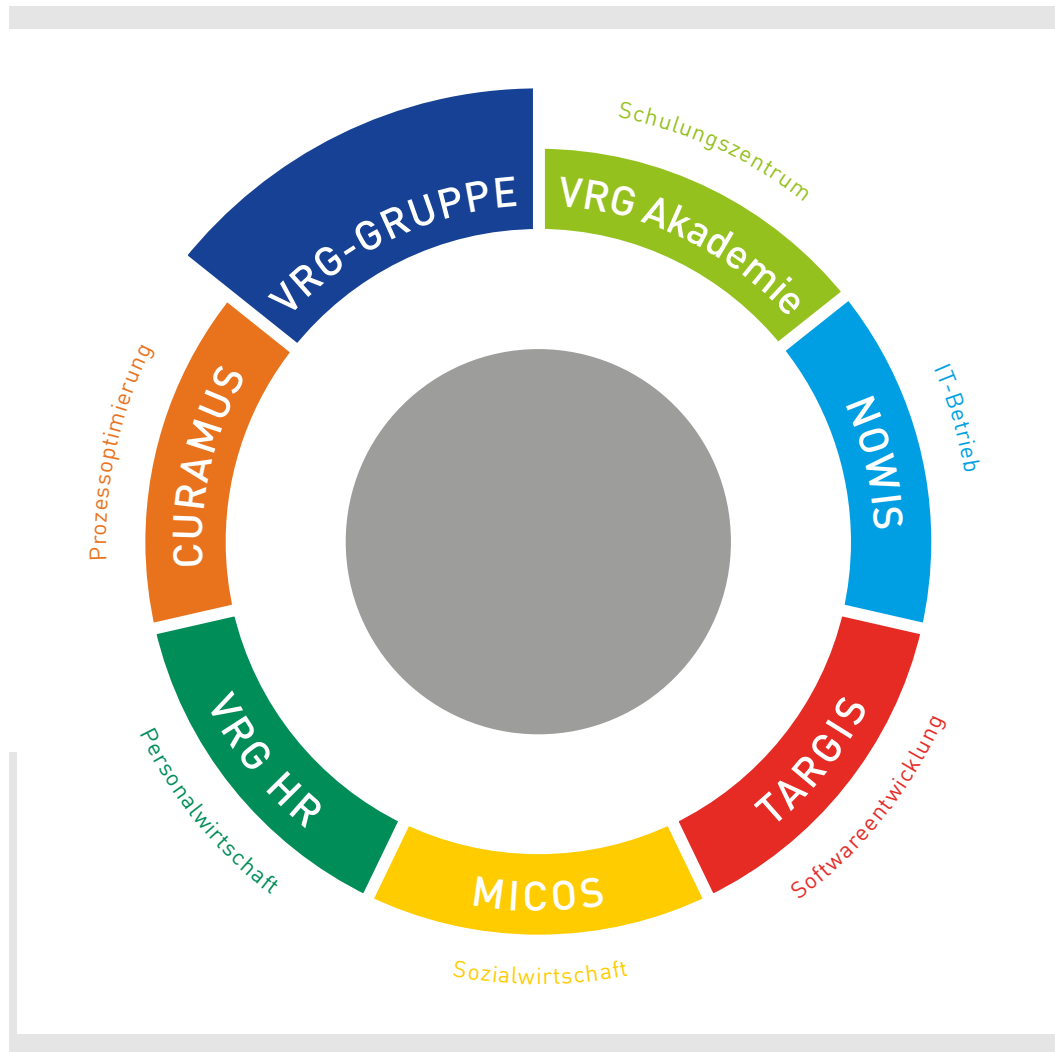 VRG-GRUPPE
Schulungszentrum
VRG Akademie
IT-Betrieb
NOWIS
Softwareentwicklung
TARGIS
MICOS
Sozialwirtschaft
VRG HR
Personalwirtschaft
CURAMUS
Prozessoptimierung